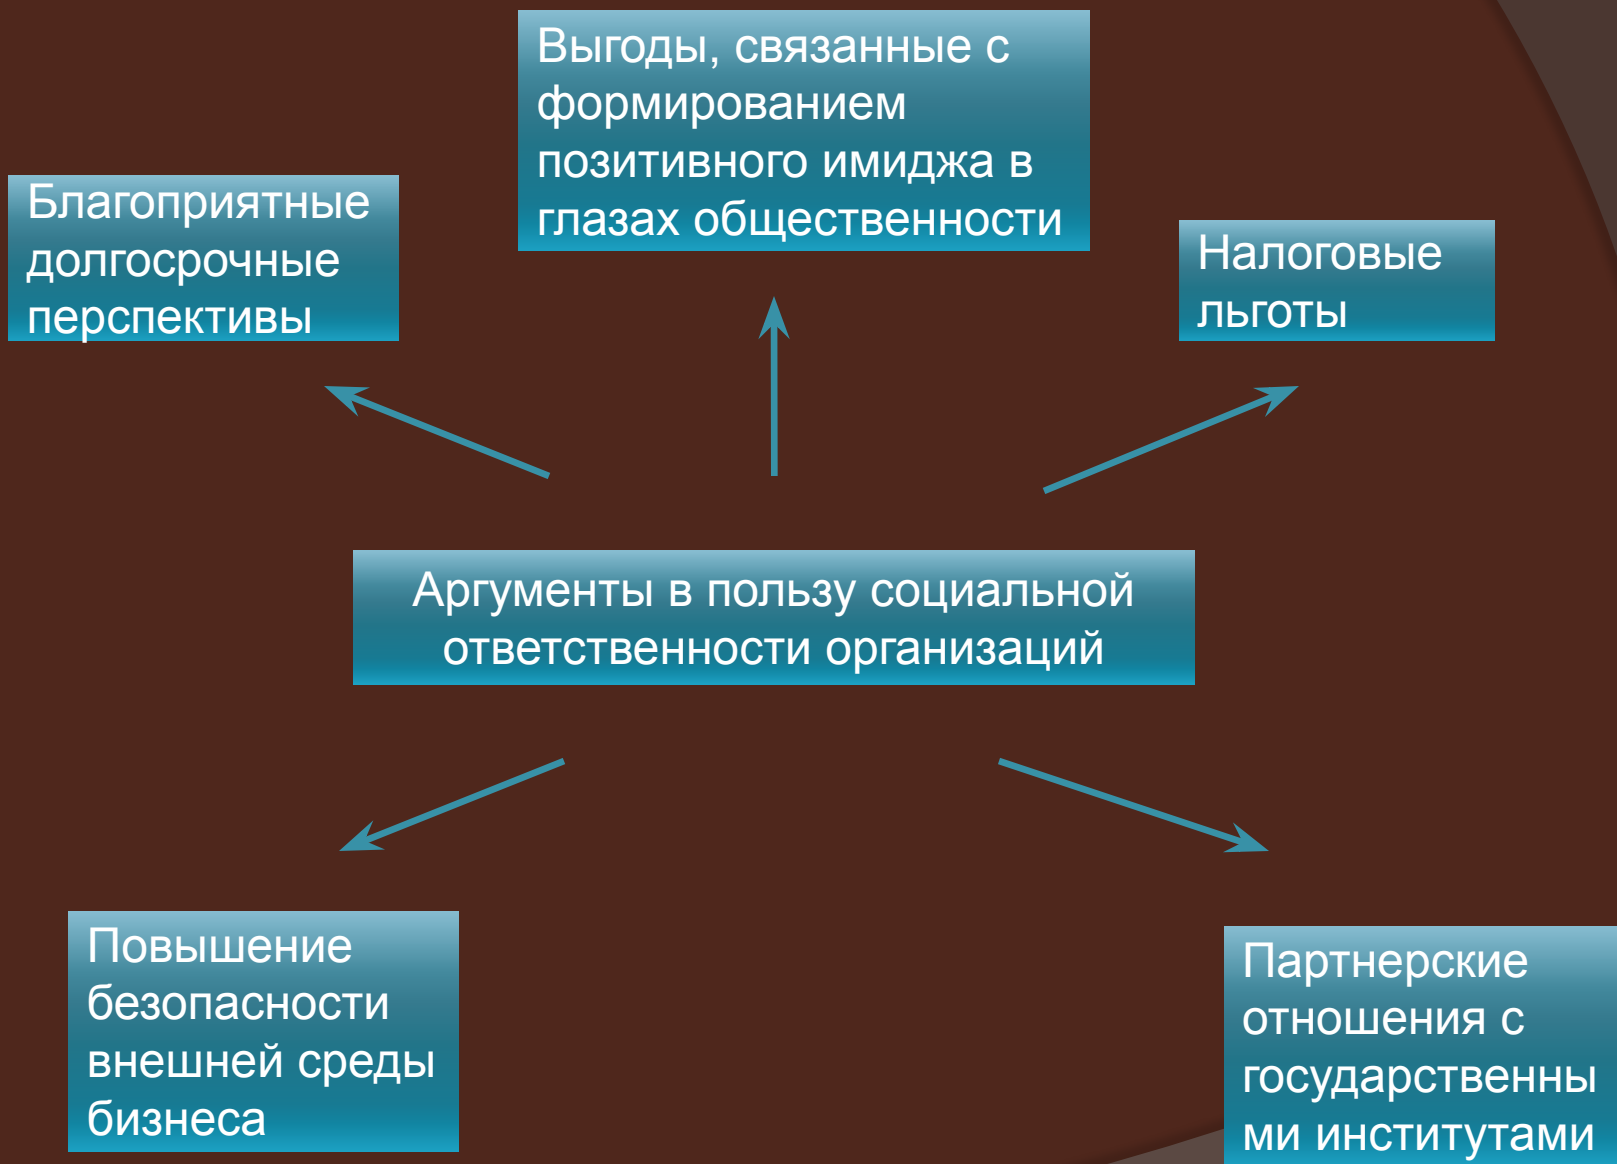 Выгоды, связанные с
формированием
позитивного имиджа в
глазах общественности
Благоприятные
долгосрочные
перспективы
Налоговые
льготы
Аргументы в пользу социальной
ответственности организаций
Повышение
безопасности
внешней среды
бизнеса
Партнерские
отношения с
государственны
ми институтами